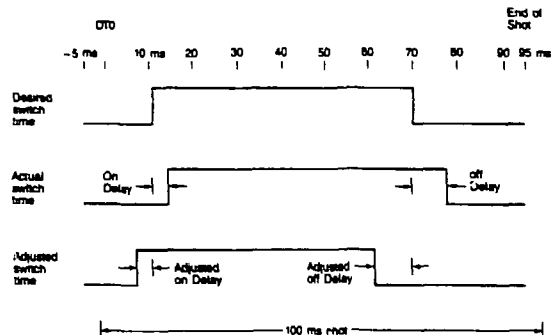 DT0
End of
Shot
-5 ms
10 ms
20
30
40
50
60
70
80
90
95 ms
Desired
switch
time
Actual
switch
time
On
Delay
off
Delay
Adjusted
switch
time
Adjusted
on Delay
Adjusted
off Delay
100 ms shot